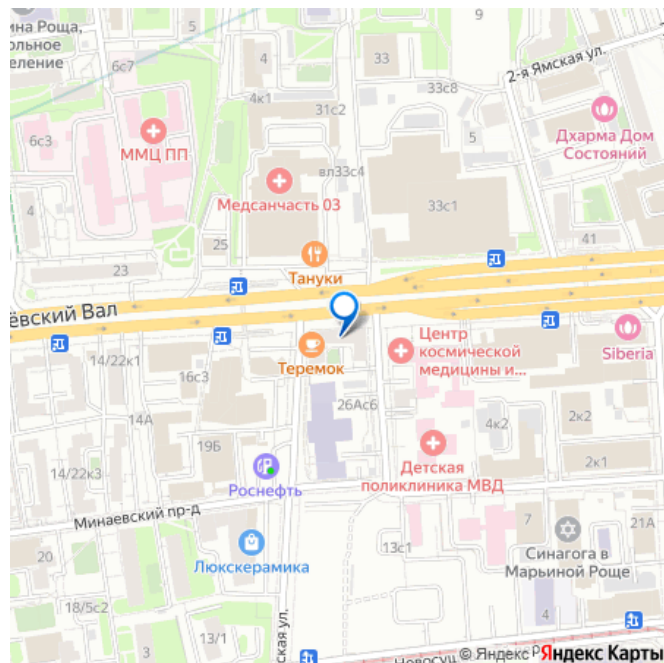 ина Роща,
ольное
еление
6с7
4
33
9
2-я Ямская ул.
4к1
31с2
33с8
5
6с3
ММЦ ПП
Медсанчасть 03
вл33с4
33с1
Дхарма Дом
Состояний
4
25
23
Тануки
41
ёвский Вал
14/22к1
16с3
Теремок
Центр
космической
медицины и...
Siberia
14А
26Ас6
4к2
2к2
19Б
14/22к3
Роснефть
Детская
поликлиника МВД
2к1
Минаевский пр-д
20
Люкскерамика
13с1
7
Синагога в
Марьиной Роще
21А
18/5с2
3
13/1
ская ул.
4
Новосущ
© Яндекс Яндекс Карты